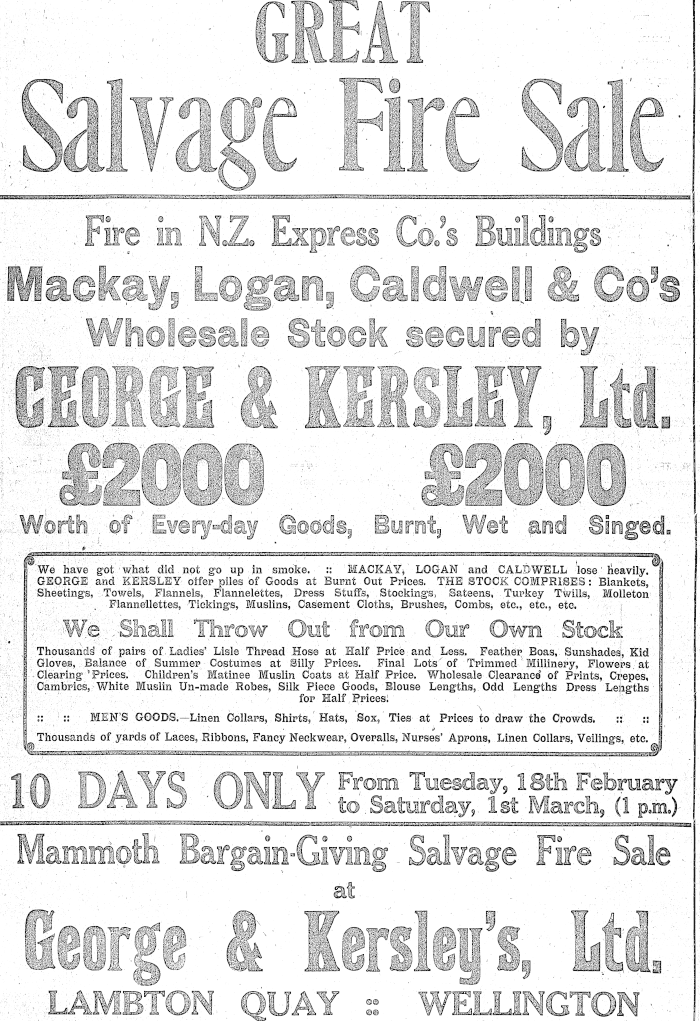 GREAT
Salvage Fire Sale
Fire in N.Z. Express Co.'s Buildings
Mackay, Logan, Caldwell & Co's
Wholesale Stock secured by
GEORGE & KERSLEY, Ltd.
£2000 £2000
Worth of Every-day Goods, Burnt, Wet and Singed.
We have got what did not go up in smoke. :: MACKAY, LOGAN and CALDWELL lose heavily.
GEORGE and KERSLEY offer piles of Goods at Burnt Out Prices. THE STOCK COMPRISES: Blankets,
Sheetings, Towels, Flannels, Flannelettes, Dress Stuffs, Stockings, Sateens, Turkey Twills, Molleton
Flannellettes, Tickings, Muslins, Casement Cloths, Brushes, Combs, etc., etc., etc.
We Shall Throw Out from Our Own Stock
Thousands of pairs of Ladies' Lisle Thread Hose at Half Price and Less. Feather Boas, Sunshades, Kid
Gloves, Balance of Summer Costumes at Silly Prices. Final Lots of Trimmed Millinery, Flowers at
Clearing Prices. Children's Matinee Muslin Coats at Half Price. Wholesale Clearance of Prints, Crepes,
Cambrics, White Muslin Un-made Robes, Silk Piece Goods, Blouse Lengths, Odd Lengths Dress Lengths
for Half Prices.
:: :: MEN'S GOODS.—Linen Collars, Shirts, Hats, Sox, Ties at Prices to draw the Crowds. :: ::
Thousands of yards of Laces, Ribbons, Fancy Neckwear, Overalls, Nurses' Aprons, Linen Collars, Veilings, etc.
10 DAYS ONLY From Tuesday, 18th February
to Saturday, 1st March, (1 p.m.)
Mammoth Bargain-Giving Salvage Fire Sale
at
George & Kersley's, Ltd.
LAMBTON QUAY :: WELLINGTON